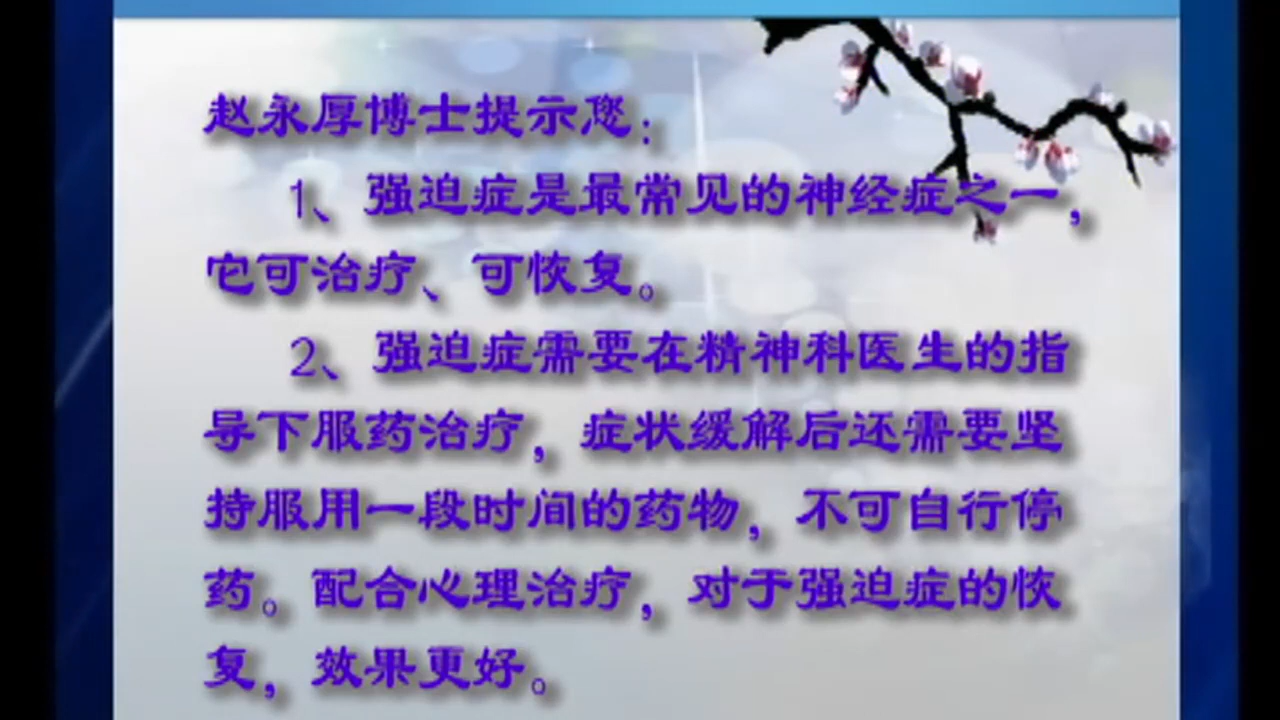 赵永厚博士提示您：
1、强迫症是最常见的神经症之一，
它可治疗、可恢复。
2、强迫症需要在精神科医生的指
导下服药治疗，症状缓解后还需要坚
持服用一段时间的药物，不可自行停
药。配合心理治疗，对于强迫症的恢
复，效果更好。